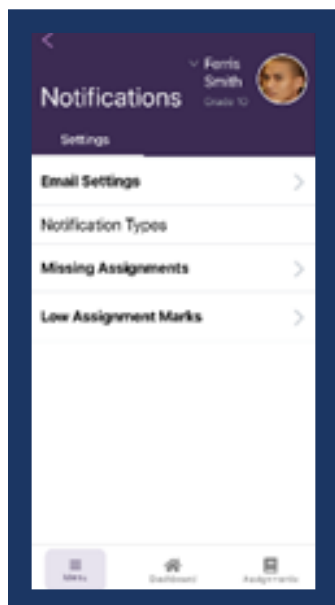 Ferris
Smith
Notifications
Grade 10
Settings
Email Settings
Notification Types
Missing Assignments
Low Assignment Marks
Menu
Dashboard
Assignments